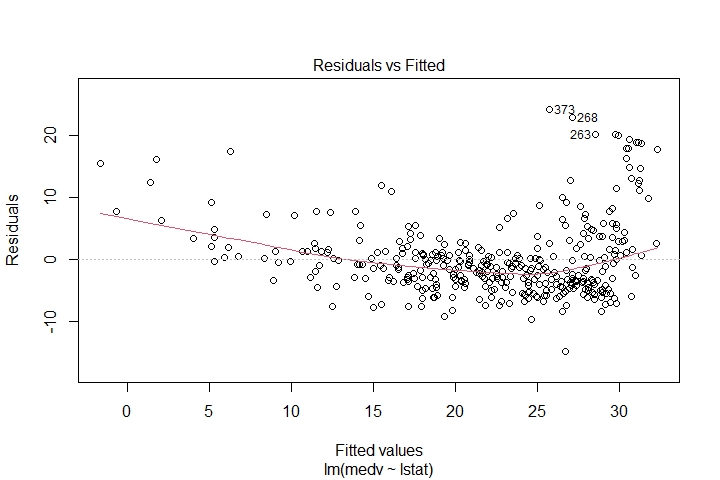 Residuals vs Fitted
20
10
0
-10
Residuals
373
268
263
0 5 10 15 20 25 30
Fitted values
lm(medv ~ lstat)